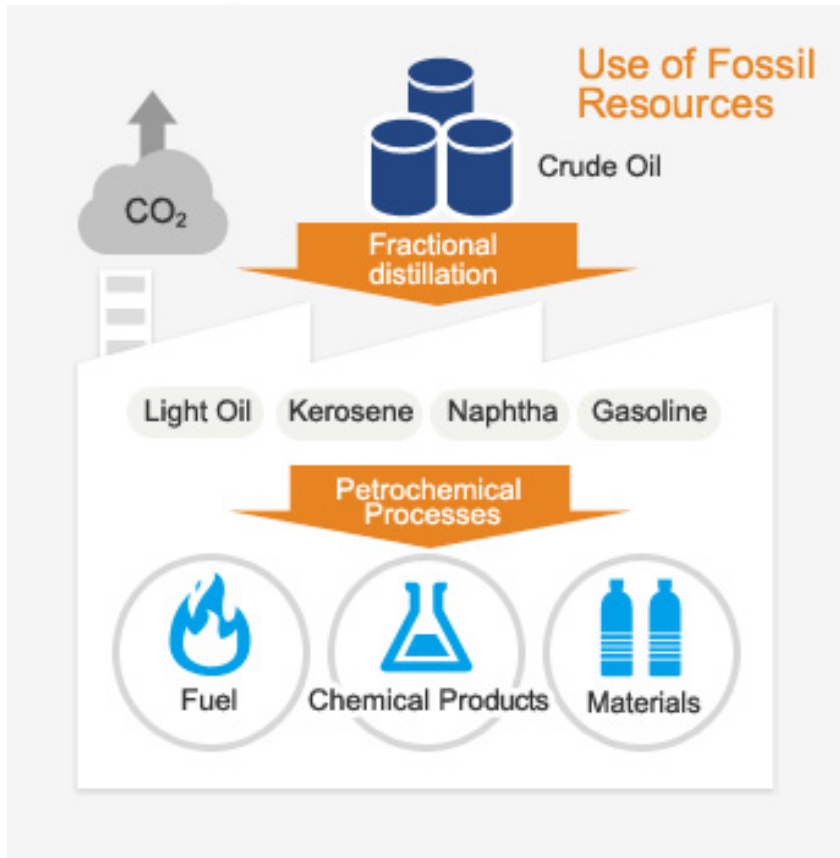 Use of Fossil
Resources
Crude Oil
CO₂
Fractional
distillation
Light Oil
Kerosene
Naphtha
Gasoline
Petrochemical
Processes
Fuel
Chemical Products
Materials